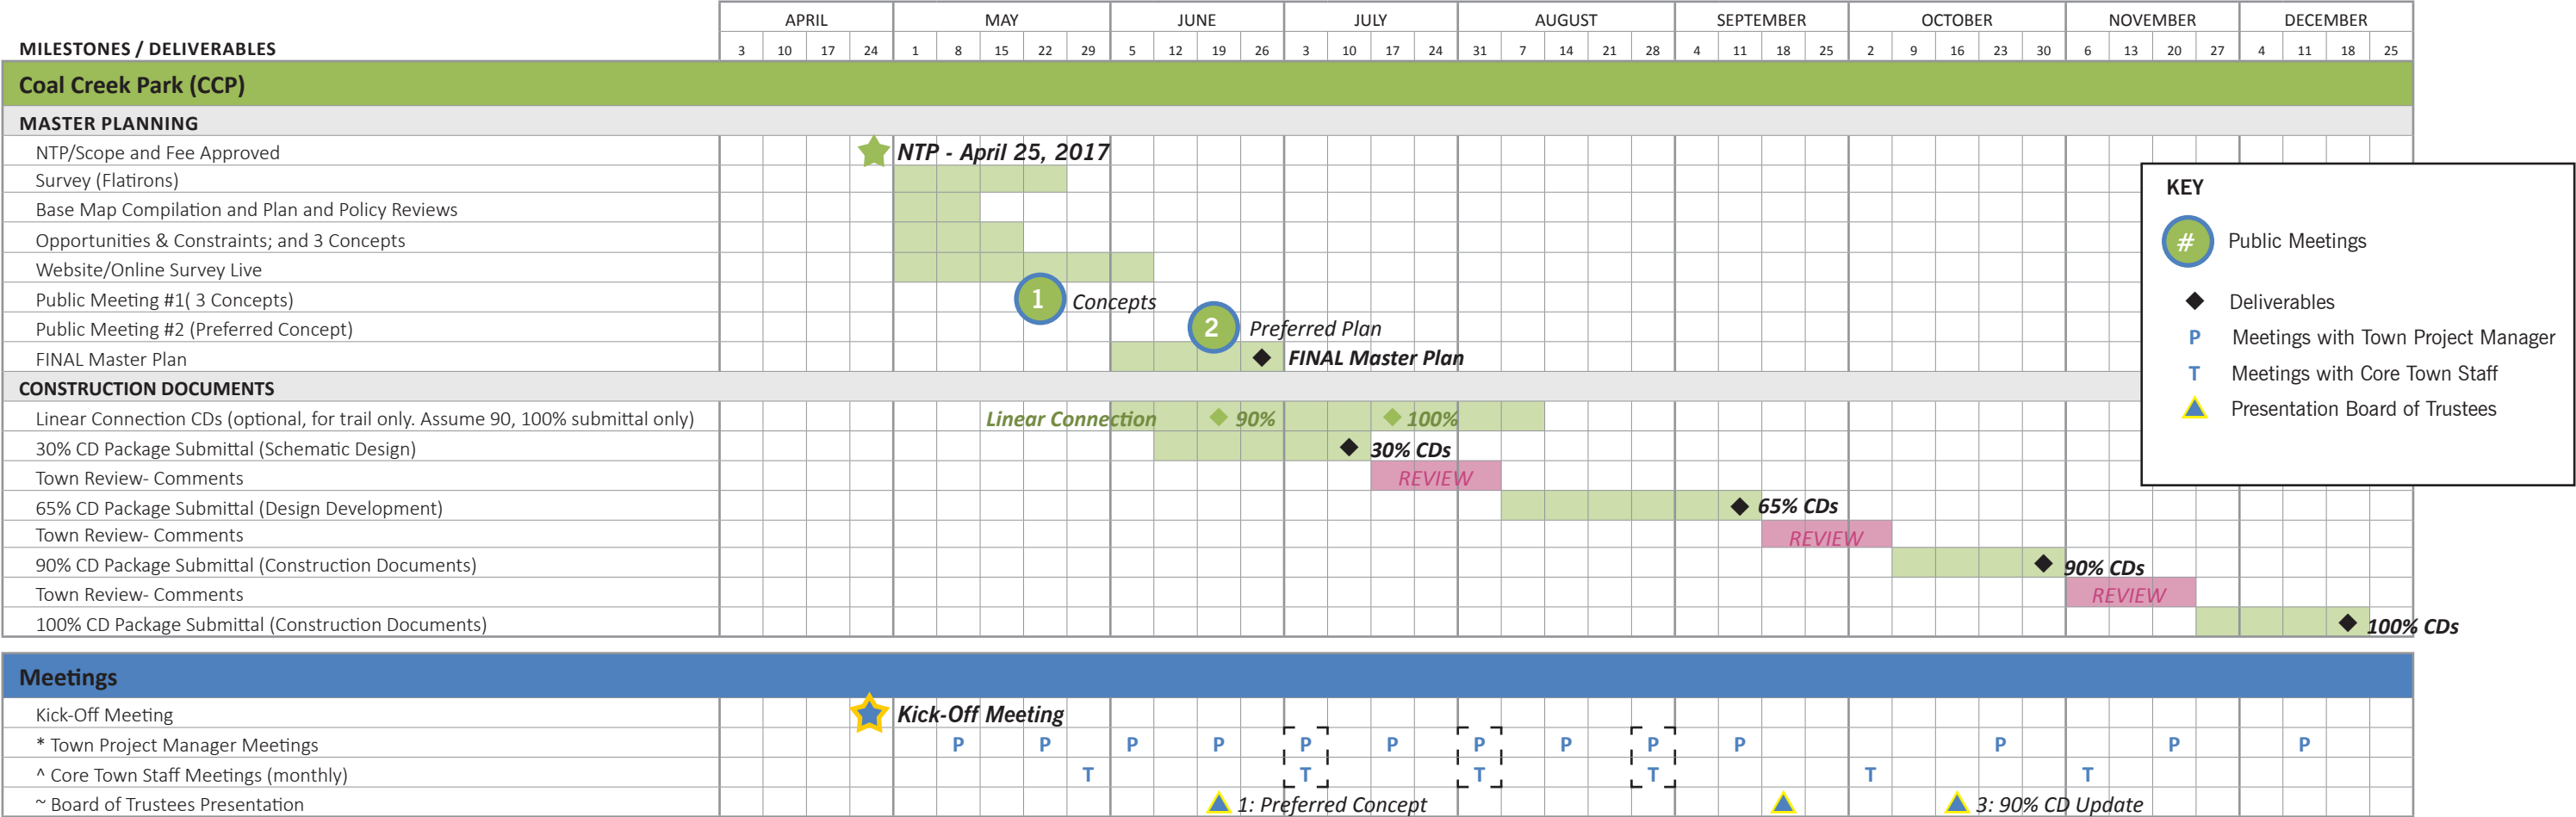 APRIL MAY JUNE JULY AUGUST SEPTEMBER OCTOBER NOVEMBER DECEMBER
MILESTONES / DELIVERABLES 3 10 17 24 1 8 15 22 29 5 12 19 26 3 10 17 24 31 7 14 21 28 4 11 18 25 2 9 16 23 30 6 13 20 27 4 11 18 25
Coal Creek Park (CCP)
MASTER PLANNING
NTP/Scope and Fee Approved NTP - April 25, 2017
Survey (Flatirons)
Base Map Compilation and Plan and Policy Reviews
Opportunities & Constraints; and 3 Concepts
Website/Online Survey Live
Public Meeting #1( 3 Concepts) 1 Concepts
Public Meeting #2 (Preferred Concept) 2 Preferred Plan
FINAL Master Plan FINAL Master Plan
CONSTRUCTION DOCUMENTS
Linear Connection CDs (optional, for trail only. Assume 90, 100% submittal only) Linear Connection 90% 100%
30% CD Package Submittal (Schematic Design) 30% CDs
Town Review- Comments REVIEW
65% CD Package Submittal (Design Development) 65% CDs
Town Review- Comments REVIEW
90% CD Package Submittal (Construction Documents) 90% CDs
Town Review- Comments REVIEW
100% CD Package Submittal (Construction Documents) 100% CDs
KEY
# Public Meetings
Deliverables
P Meetings with Town Project Manager
T Meetings with Core Town Staff
Presentation Board of Trustees
Meetings
Kick-Off Meeting Kick-Off Meeting
* Town Project Manager Meetings P P P P P P P P P P P P P
^ Core Town Staff Meetings (monthly) T T T T T T
~ Board of Trustees Presentation 1: Preferred Concept 3: 90% CD Update